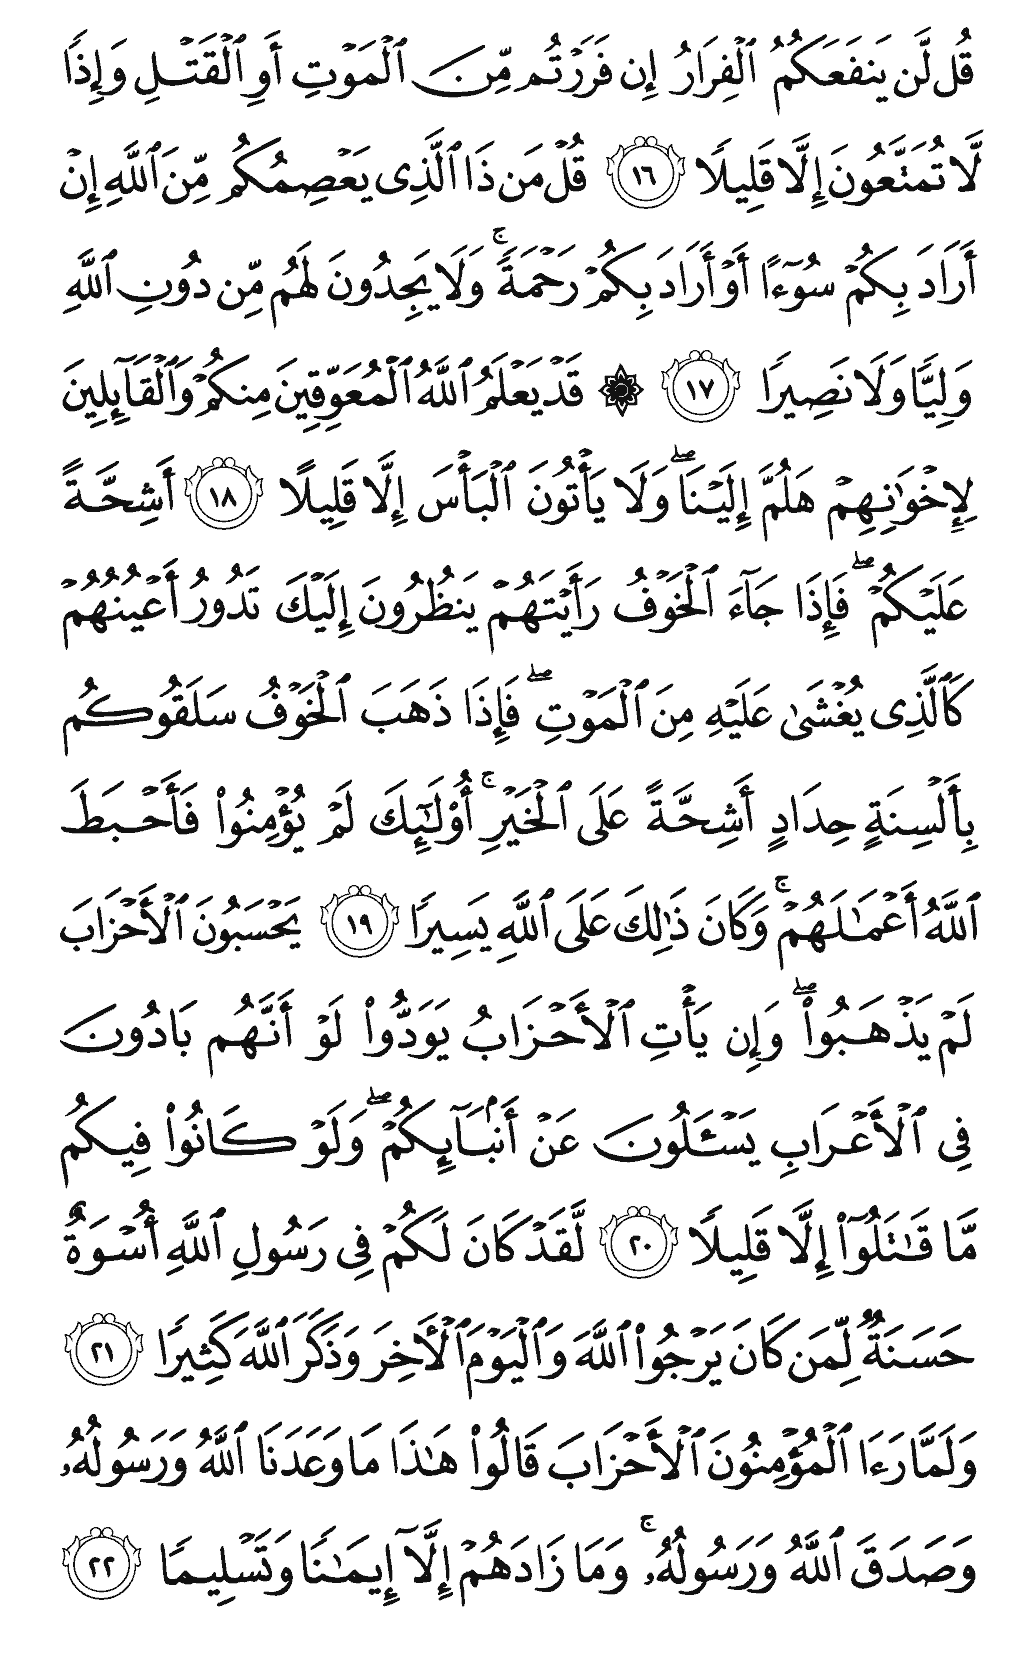 قُل لَّن يَنفَعَكُمُ ٱلْفِرَارُ إِن فَرَرْتُم مِّنَ ٱلْمَوْتِ أَوِ ٱلْقَتْلِ وَإِذًا
لَّا تُمَتَّعُونَ إِلَّا قَلِيلًا ١٦ قُلْ مَن ذَا ٱلَّذِى يَعْصِمُكُم مِّنَ ٱللَّهِ إِنْ
أَرَادَ بِكُمْ سُوٓءًا أَوْ أَرَادَ بِكُمْ رَحْمَةً ۚ وَلَا يَجِدُونَ لَهُم مِّن دُونِ ٱللَّهِ
وَلِيًّا وَلَا نَصِيرًا ١٧ ۞ قَدْ يَعْلَمُ ٱللَّهُ ٱلْمُعَوِّقِينَ مِنكُمْ وَٱلْقَآئِلِينَ
لِإِخْوَٰنِهِمْ هَلُمَّ إِلَيْنَا ۖ وَلَا يَأْتُونَ ٱلْبَأْسَ إِلَّا قَلِيلًا ١٨ أَشِحَّةً
عَلَيْكُمْ ۖ فَإِذَا جَآءَ ٱلْخَوْفُ رَأَيْتَهُمْ يَنظُرُونَ إِلَيْكَ تَدُورُ أَعْيُنُهُمْ
كَٱلَّذِى يُغْشَىٰ عَلَيْهِ مِنَ ٱلْمَوْتِ ۖ فَإِذَا ذَهَبَ ٱلْخَوْفُ سَلَقُوكُم
بِأَلْسِنَةٍ حِدَادٍ أَشِحَّةً عَلَى ٱلْخَيْرِ ۚ أُو۟لَٰٓئِكَ لَمْ يُؤْمِنُوا۟ فَأَحْبَطَ
ٱللَّهُ أَعْمَٰلَهُمْ ۚ وَكَانَ ذَٰلِكَ عَلَى ٱللَّهِ يَسِيرًا ١٩ يَحْسَبُونَ ٱلْأَحْزَابَ
لَمْ يَذْهَبُوا۟ ۖ وَإِن يَأْتِ ٱلْأَحْزَابُ يَوَدُّوا۟ لَوْ أَنَّهُم بَادُونَ
فِى ٱلْأَعْرَابِ يَسْـَٔلُونَ عَنْ أَنۢبَآئِكُمْ ۖ وَلَوْ كَانُوا۟ فِيكُم
مَّا قَٰتَلُوٓا۟ إِلَّا قَلِيلًا ٢٠ لَّقَدْ كَانَ لَكُمْ فِى رَسُولِ ٱللَّهِ أُسْوَةٌ
حَسَنَةٌ لِّمَن كَانَ يَرْجُوا۟ ٱللَّهَ وَٱلْيَوْمَ ٱلْـَٔاخِرَ وَذَكَرَ ٱللَّهَ كَثِيرًا ٢١
وَلَمَّا رَءَا ٱلْمُؤْمِنُونَ ٱلْأَحْزَابَ قَالُوا۟ هَٰذَا مَا وَعَدَنَا ٱللَّهُ وَرَسُولُهُۥ
وَصَدَقَ ٱللَّهُ وَرَسُولُهُۥ ۚ وَمَا زَادَهُمْ إِلَّآ إِيمَٰنًا وَتَسْلِيمًا ٢٢